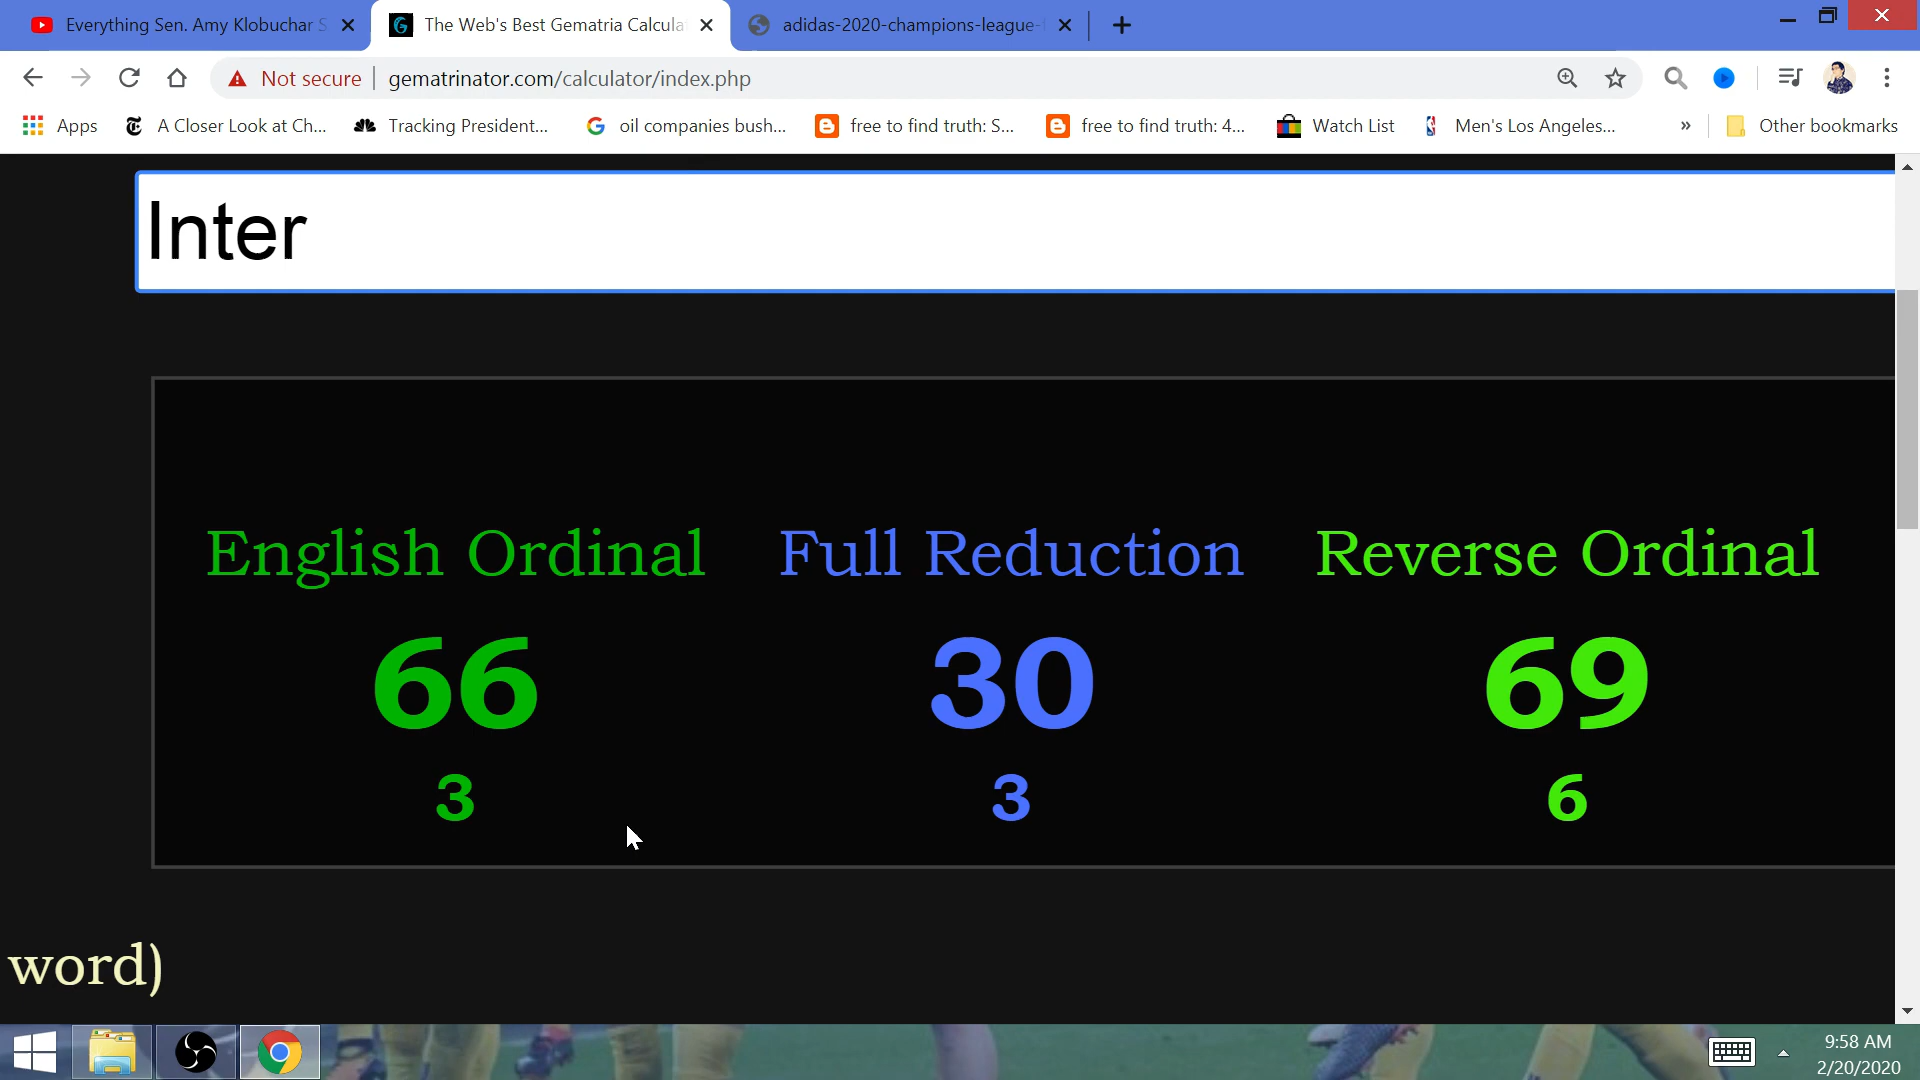 Everything Sen. Amy Klobuchar S
The Web's Best Gematria Calcula
adidas-2020-champions-league-
Not secure
gematrinator.com/calculator/index.php
Apps
A Closer Look at Ch...
Tracking President...
oil companies bush...
free to find truth: S...
free to find truth: 4...
Watch List
Men's Los Angeles...
»
Other bookmarks
Inter
English Ordinal Full Reduction Reverse Ordinal
66 30 69
3 3 6
word)
9:58 AM
2/20/2020